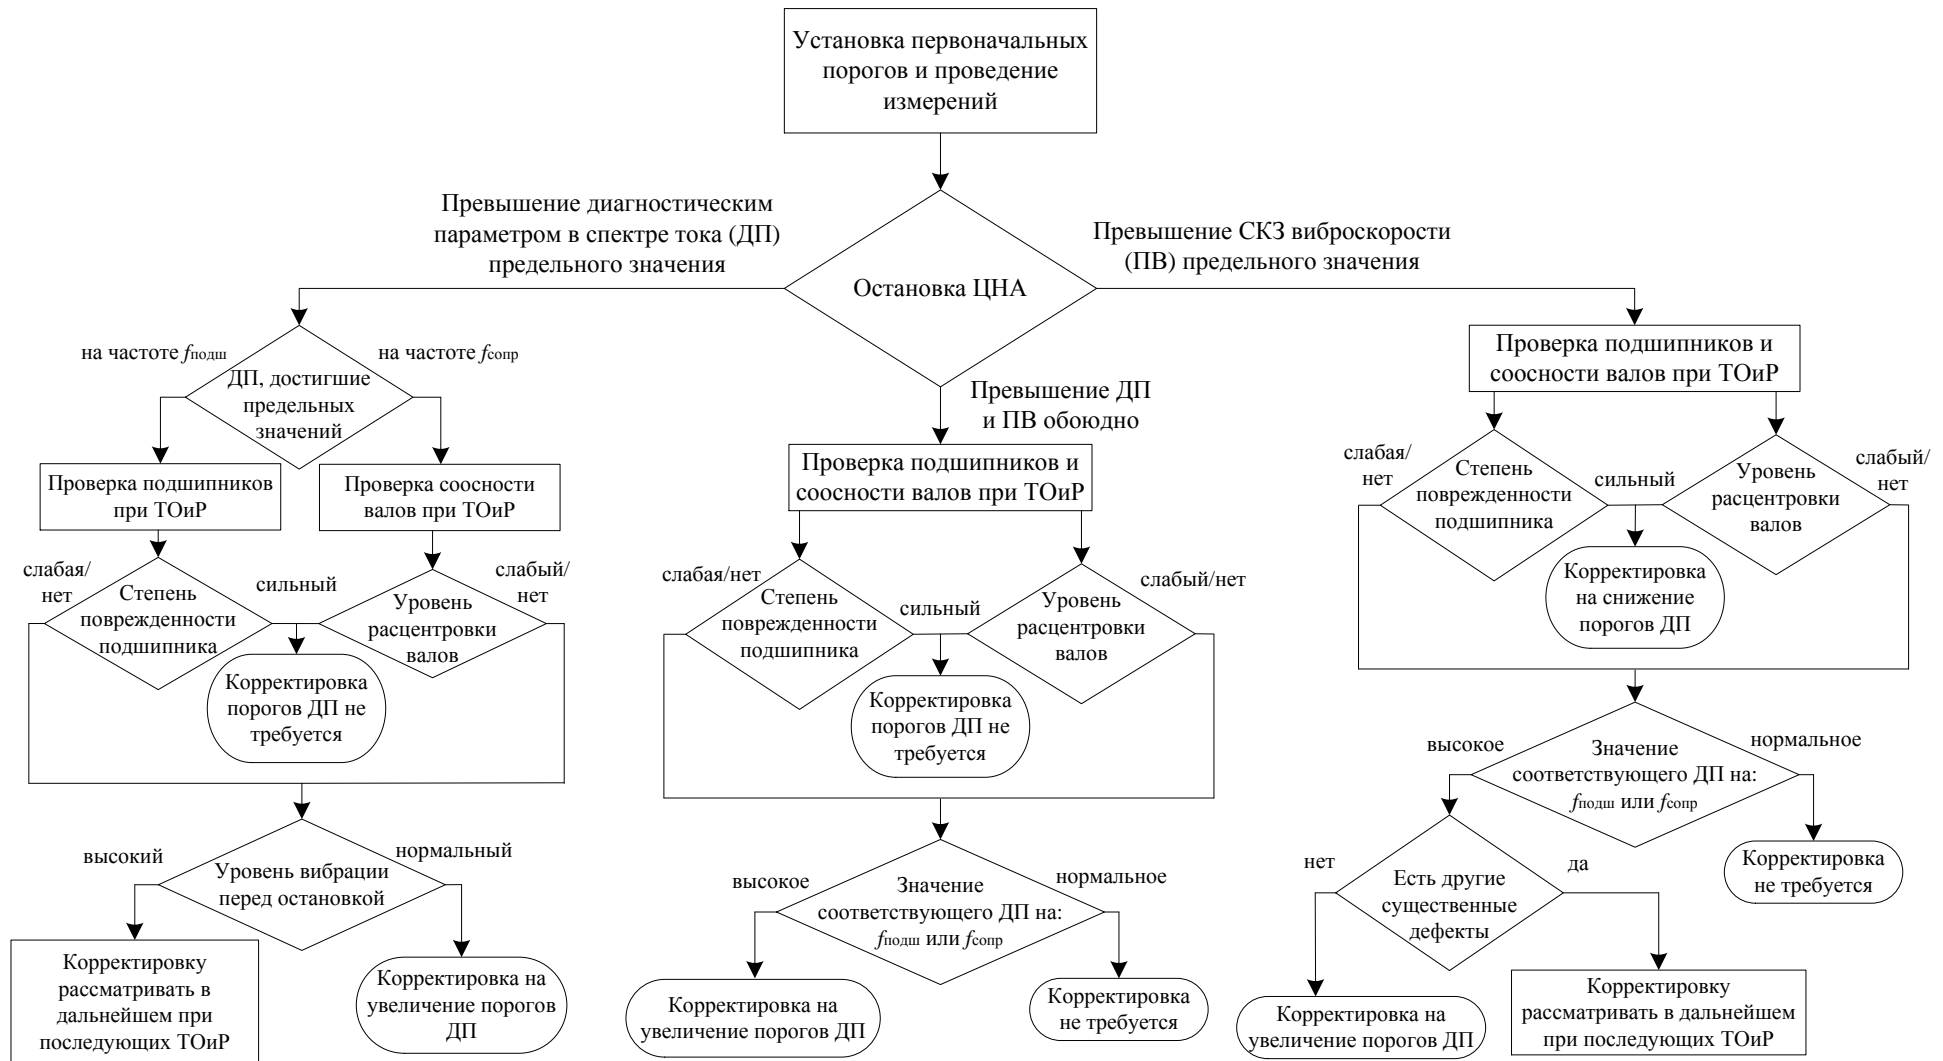 Установка первоначальных
порогов и проведение
измерений
Превышение диагностическим
параметром в спектре тока (ДП)
предельного значения
Превышение СКЗ виброскорости
(ПВ) предельного значения
Остановка ЦНА
на частоте fподш
на частоте fсопр
ДП, достигшие
предельных
значений
Проверка подшипников
при ТОиР
Проверка соосности
валов при ТОиР
слабая/
нет
сильный
слабый/
нет
Степень
поврежденности
подшипника
Уровень
расцентровки
валов
Корректировка
порогов ДП не
требуется
высокий
нормальный
Уровень вибрации
перед остановкой
Корректировку
рассматривать в
дальнейшем при
последующих ТОиР
Корректировка на
увеличение порогов
ДП
Превышение ДП
и ПВ обоюдно
Проверка подшипников и
соосности валов при ТОиР
слабая/нет
сильный
слабый/нет
Степень
поврежденности
подшипника
Уровень
расцентровки
валов
Корректировка
порогов ДП не
требуется
высокое
нормальное
Значение
соответствующего ДП на:
fподш или fсопр
Корректировка на
увеличение порогов ДП
Корректировка
не требуется
Проверка подшипников и
соосности валов при ТОиР
слабая/
нет
сильный
слабый/
нет
Степень
поврежденности
подшипника
Уровень
расцентровки
валов
Корректировка
на снижение
порогов ДП
высокое
нормальное
Значение
соответствующего ДП на:
fподш или fсопр
Корректировка
не требуется
нет
да
Есть другие
существенные
дефекты
Корректировка на
увеличение порогов ДП
Корректировку
рассматривать в дальнейшем
при последующих ТОиР